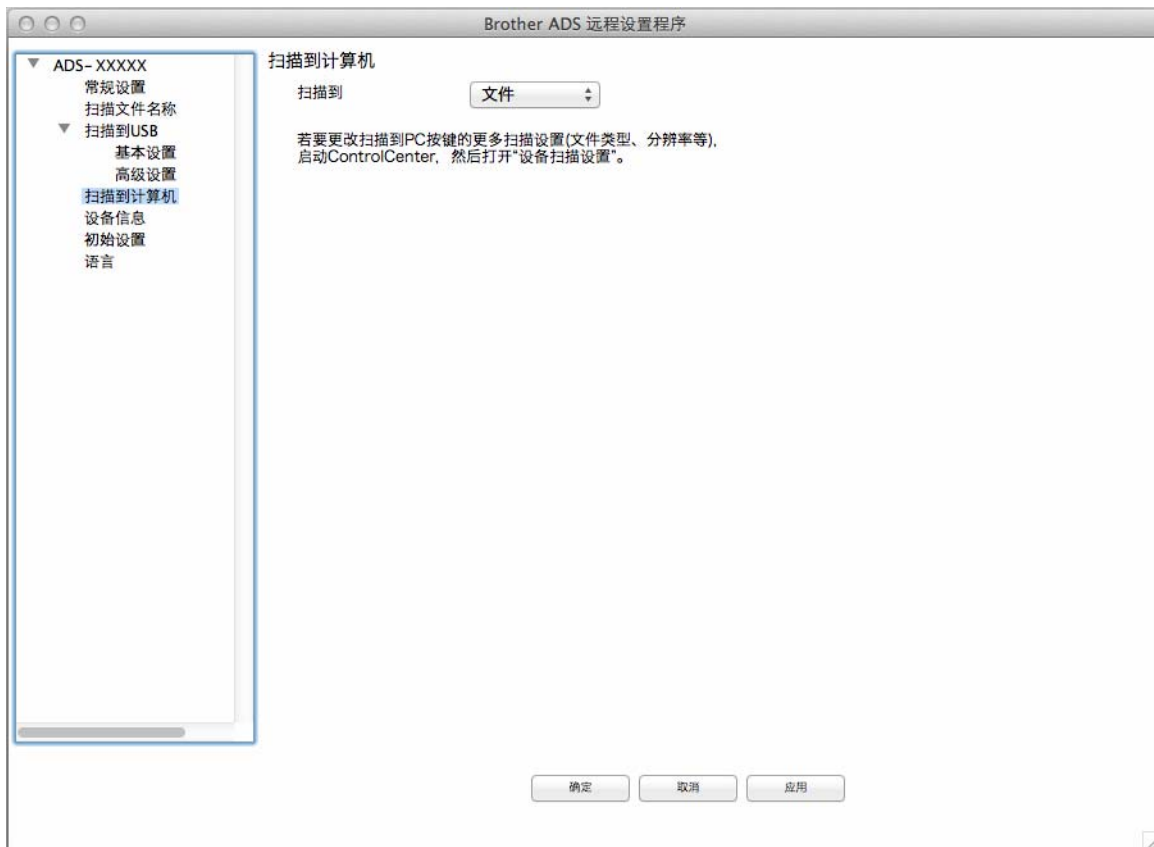 Brother ADS 远程设置程序
ADS-XXXXX
常规设置
扫描文件名称
扫描到USB
基本设置
高级设置
扫描到计算机
设备信息
初始设置
语言
扫描到计算机
扫描到 文件
若要更改扫描到PC按键的更多扫描设置(文件类型、分辨率等),
启动ControlCenter, 然后打开“设备扫描设置”。
确定 取消 应用